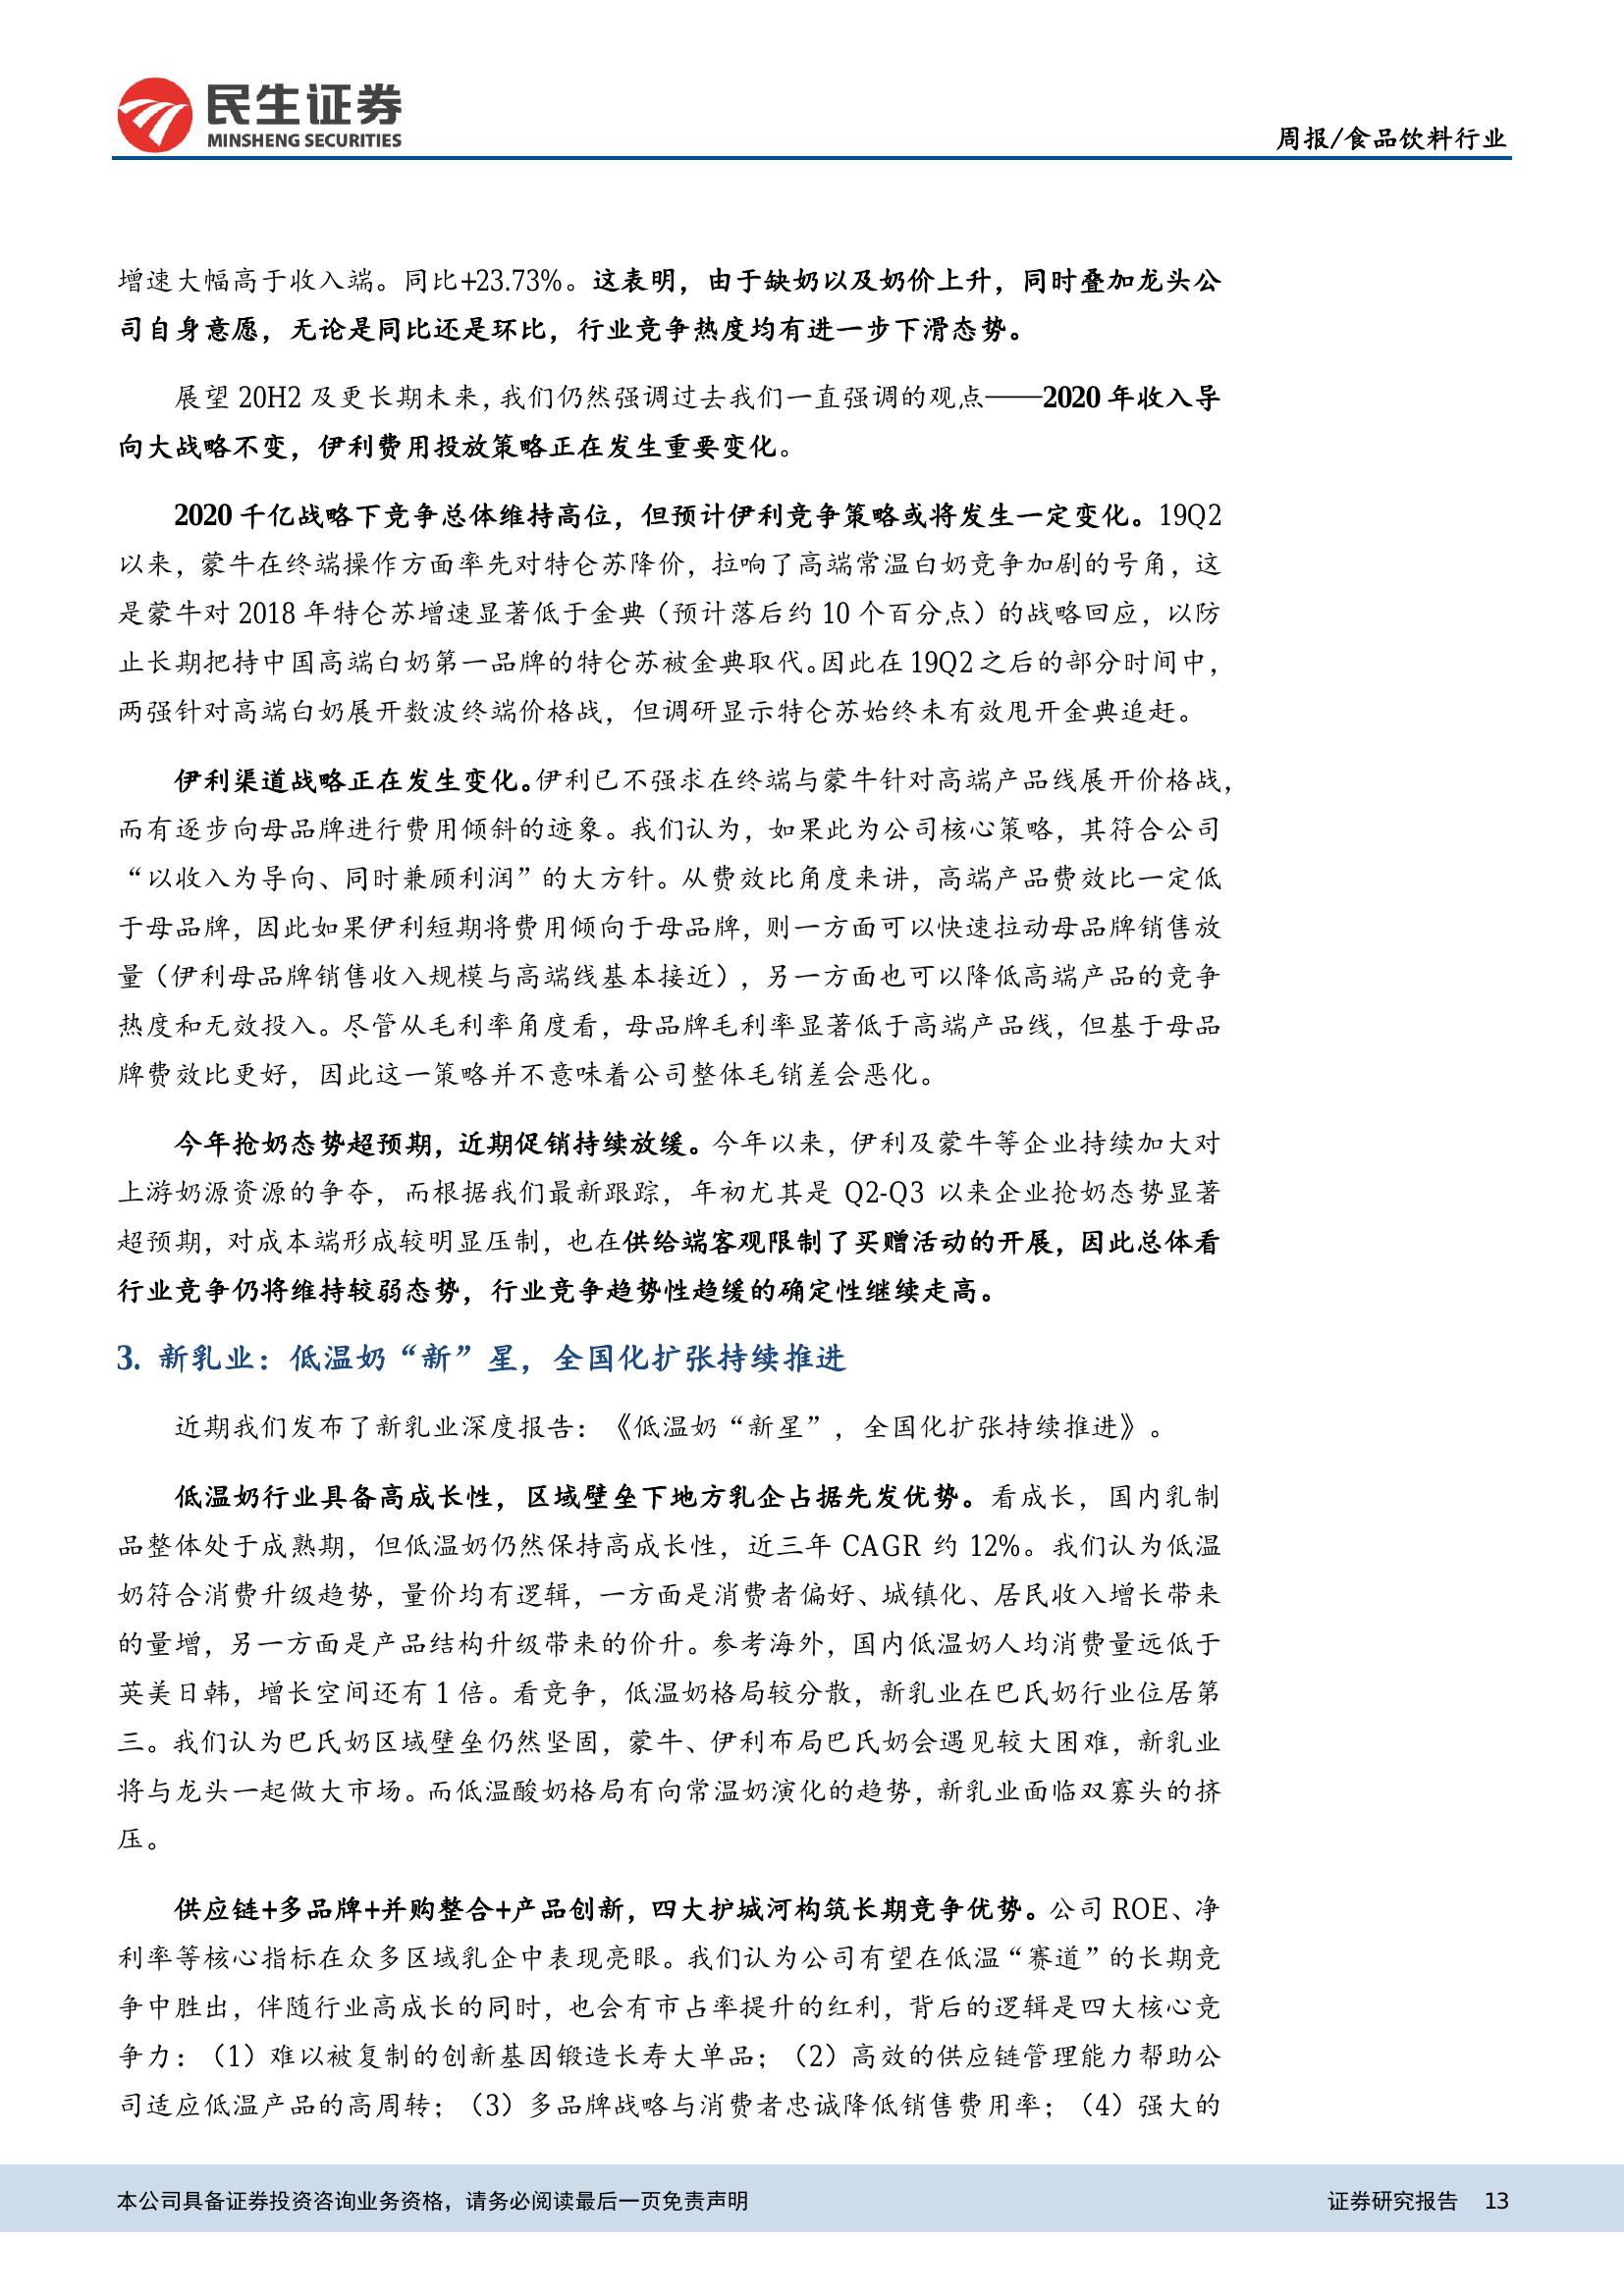 民生证券
MINSHENG SECURITIES
周报/食品饮料行业
增速大幅高于收入端。同比+23.73%。这表明，由于缺奶以及奶价上升，同时叠加龙头公
司自身意愿，无论是同比还是环比，行业竞争热度均有进一步下滑态势。
展望 20H2 及更长期未来，我们仍然强调过去我们一直强调的观点——2020 年收入导
向大战略不变，伊利费用投放策略正在发生重要变化。
2020 千亿战略下竞争总体维持高位，但预计伊利竞争策略或将发生一定变化。19Q2
以来，蒙牛在终端操作方面率先对特仑苏降价，拉响了高端常温白奶竞争加剧的号角，这
是蒙牛对 2018 年特仑苏增速显著低于金典（预计落后约 10 个百分点）的战略回应，以防
止长期把持中国高端白奶第一品牌的特仑苏被金典取代。因此在 19Q2 之后的部分时间中，
两强针对高端白奶展开数波终端价格战，但调研显示特仑苏始终未有效甩开金典追赶。
伊利渠道战略正在发生变化。伊利已不强求在终端与蒙牛针对高端产品线展开价格战，
而有逐步向母品牌进行费用倾斜的迹象。我们认为，如果此为公司核心策略，其符合公司
“以收入为导向、同时兼顾利润”的大方针。从费效比角度来讲，高端产品费效比一定低
于母品牌，因此如果伊利短期将费用倾向于母品牌，则一方面可以快速拉动母品牌销售放
量（伊利母品牌销售收入规模与高端线基本接近），另一方面也可以降低高端产品的竞争
热度和无效投入。尽管从毛利率角度看，母品牌毛利率显著低于高端产品线，但基于母品
牌费效比更好，因此这一策略并不意味着公司整体毛销差会恶化。
今年抢奶态势超预期，近期促销持续放缓。今年以来，伊利及蒙牛等企业持续加大对
上游奶源资源的争夺，而根据我们最新跟踪，年初尤其是 Q2-Q3 以来企业抢奶态势显著
超预期，对成本端形成较明显压制，也在供给端客观限制了买赠活动的开展，因此总体看
行业竞争仍将维持较弱态势，行业竞争趋势性趋缓的确定性继续走高。
3. 新乳业：低温奶“新”星，全国化扩张持续推进
近期我们发布了新乳业深度报告：《低温奶“新星”，全国化扩张持续推进》。
低温奶行业具备高成长性，区域壁垒下地方乳企占据先发优势。看成长，国内乳制
品整体处于成熟期，但低温奶仍然保持高成长性，近三年 CAGR 约 12%。我们认为低温
奶符合消费升级趋势，量价均有逻辑，一方面是消费者偏好、城镇化、居民收入增长带来
的量增，另一方面是产品结构升级带来的价升。参考海外，国内低温奶人均消费量远低于
英美日韩，增长空间还有 1 倍。看竞争，低温奶格局较分散，新乳业在巴氏奶行业位居第
三。我们认为巴氏奶区域壁垒仍然坚固，蒙牛、伊利布局巴氏奶会遇见较大困难，新乳业
将与龙头一起做大市场。而低温酸奶格局有向常温奶演化的趋势，新乳业面临双寡头的挤
压。
供应链+多品牌+并购整合+产品创新，四大护城河构筑长期竞争优势。公司 ROE、净
利率等核心指标在众多区域乳企中表现亮眼。我们认为公司有望在低温“赛道”的长期竞
争中胜出，伴随行业高成长的同时，也会有市占率提升的红利，背后的逻辑是四大核心竞
争力：（1）难以被复制的创新基因锻造长寿大单品；（2）高效的供应链管理能力帮助公
司适应低温产品的高周转；（3）多品牌战略与消费者忠诚降低销售费用率；（4）强大的
本公司具备证券投资咨询业务资格，请务必阅读最后一页免责声明
证券研究报告 13